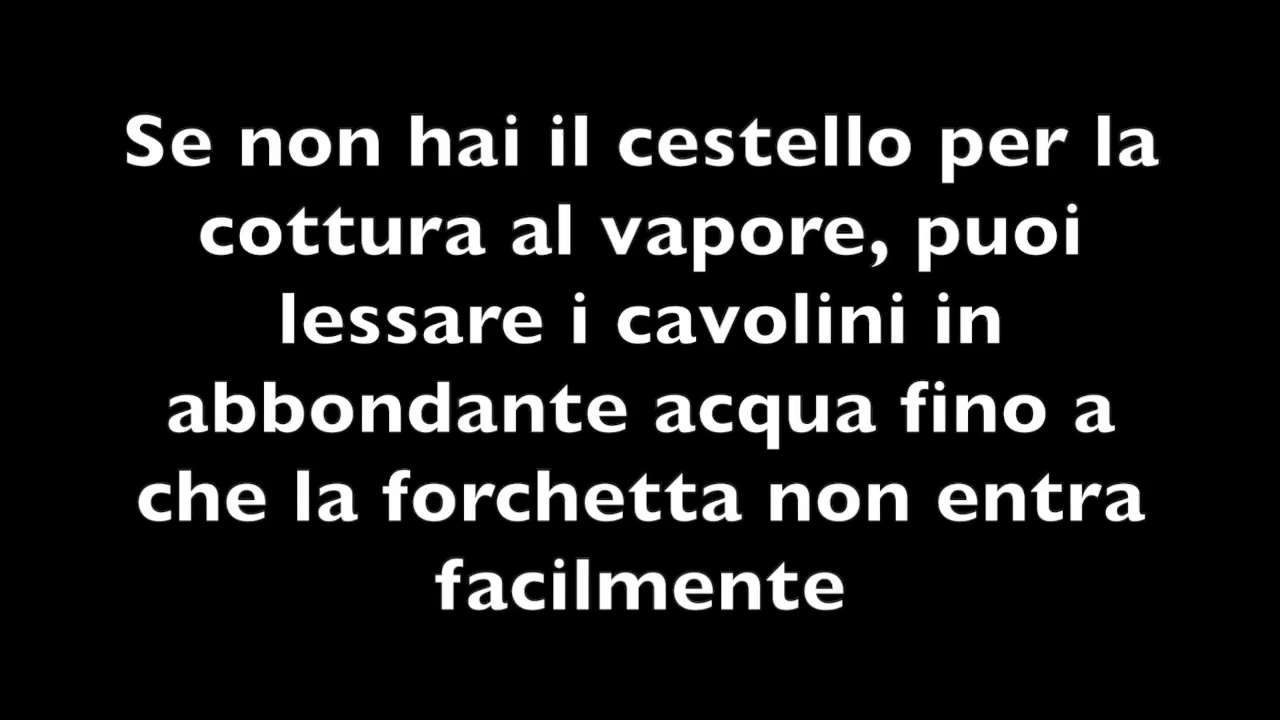 Se non hai il cestello per la
cottura al vapore, puoi
lessare i cavolini in
abbondante acqua fino a
che la forchetta non entra
facilmente